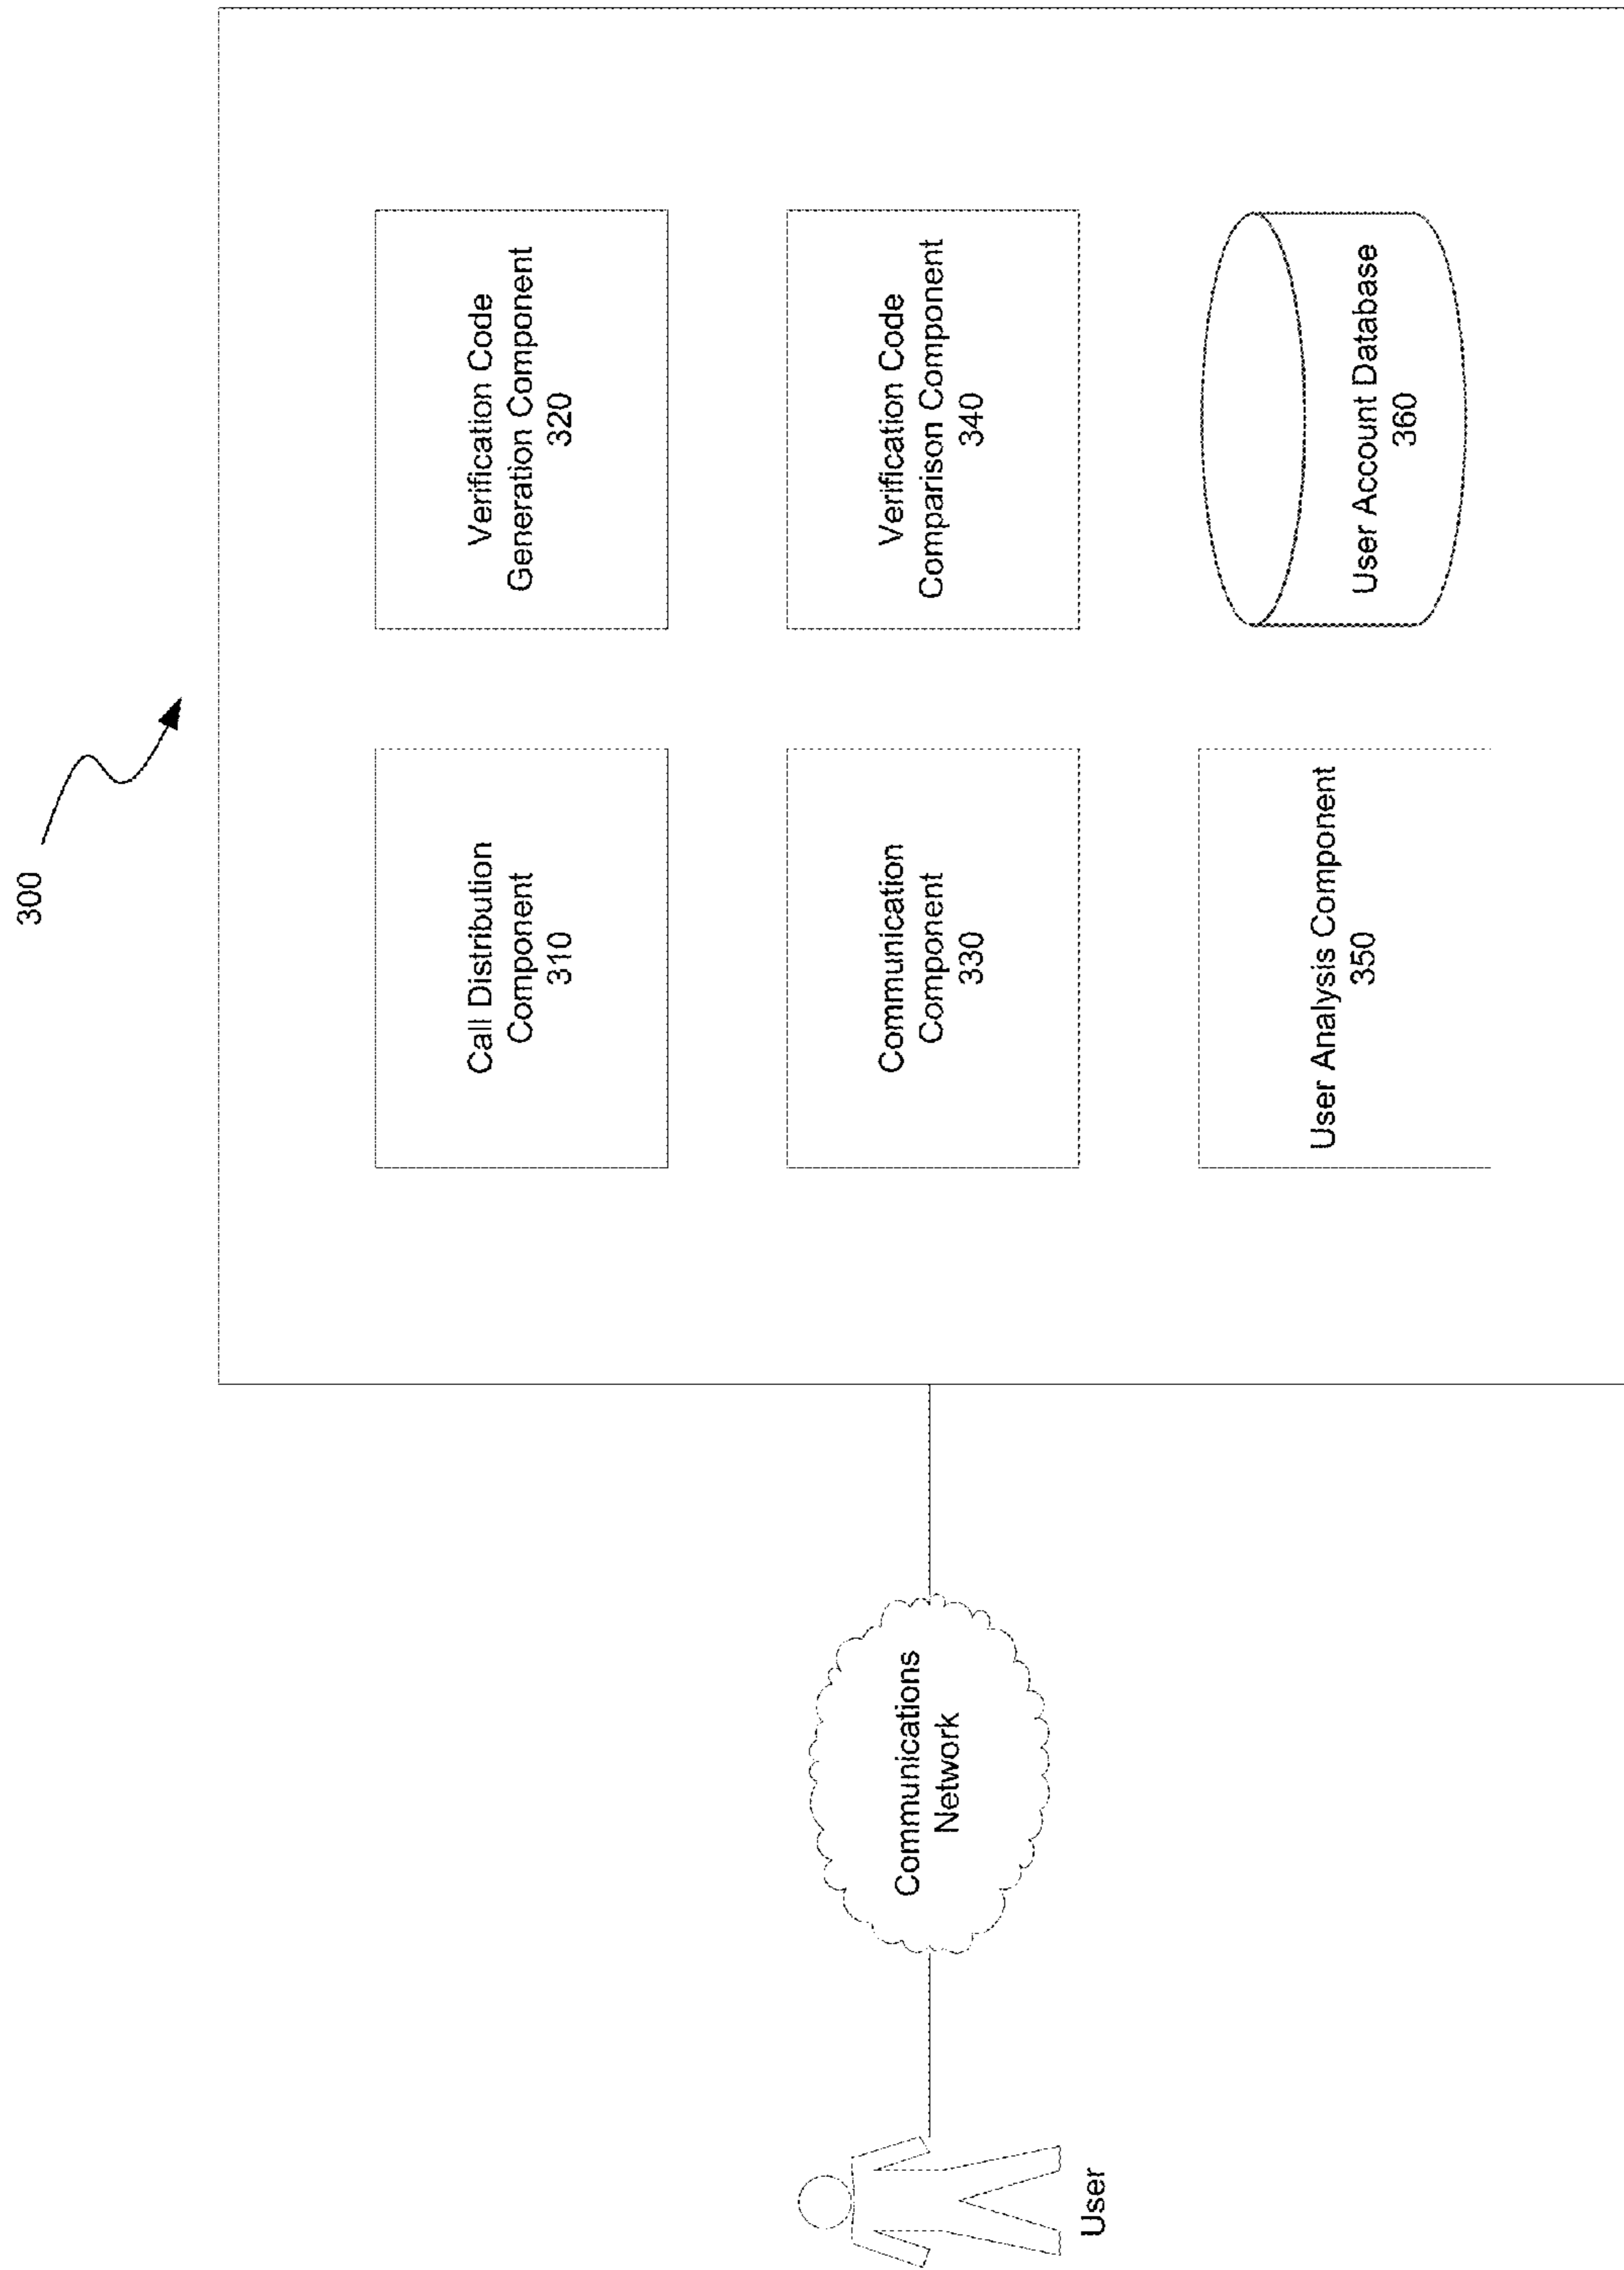 300
Call Distribution
Component
310
Verification Code
Generation Component
320
Communication
Component
330
Verification Code
Comparison Component
340
User Analysis Component
350
User Account Database
360
Communications
Network
User